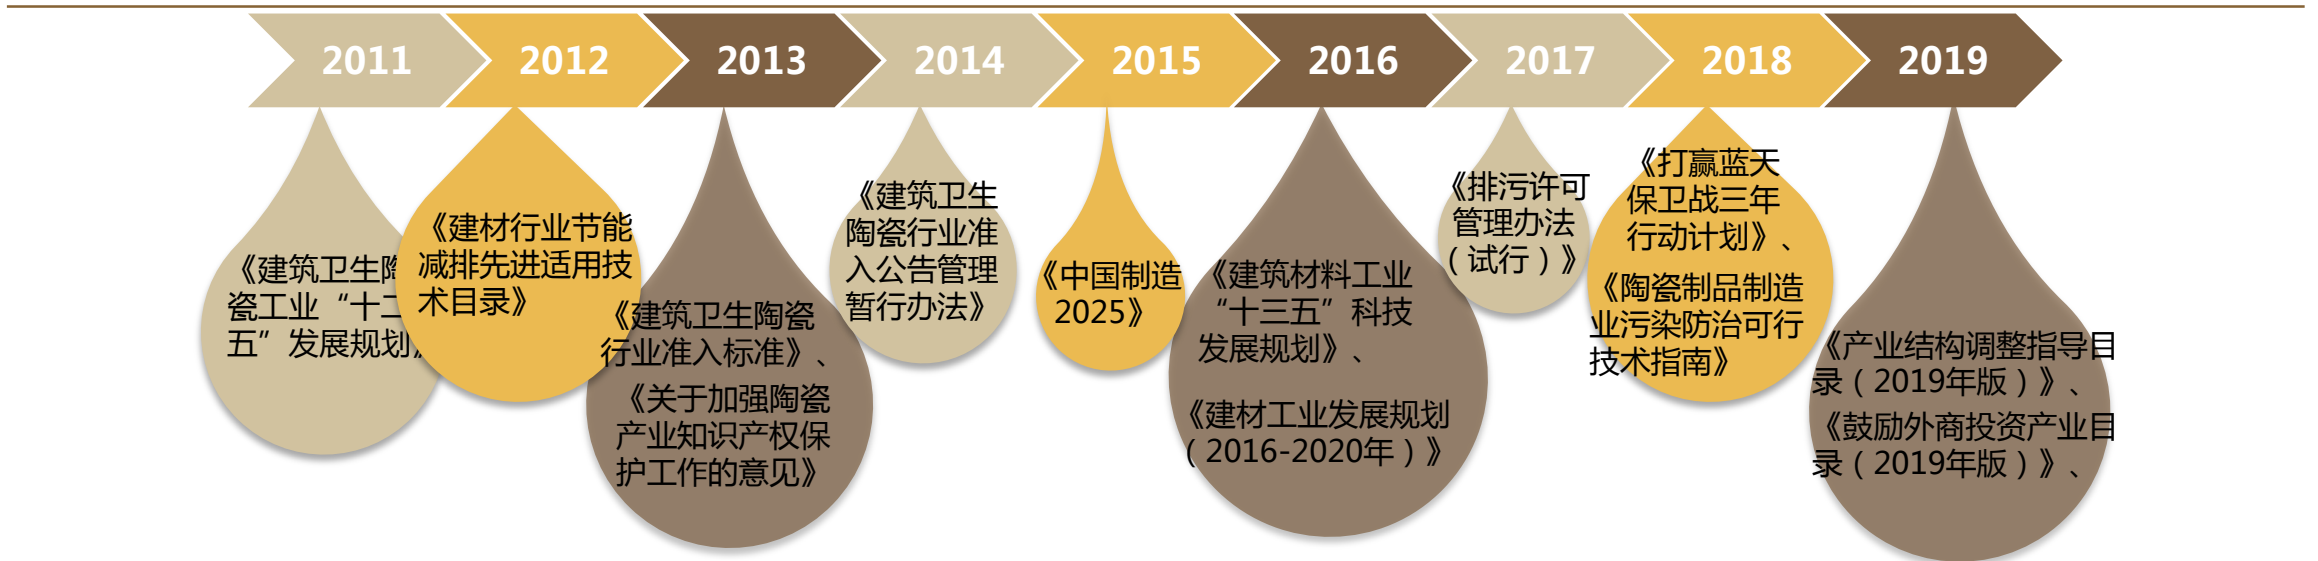 2011
2012
2013
2014
2015
2016
2017
2018
2019
《建筑卫生陶
瓷工业“十二
五”发展规划》
《建材行业节能
减排先进适用技
术目录》
《建筑卫生陶瓷
行业准入标准》、
《关于加强陶瓷
产业知识产权保
护工作的意见》
《建筑卫生
陶瓷行业准
入公告管理
暂行办法》
《中国制造
2025》
《建筑材料工业
“十三五”科技
发展规划》、
《建材工业发展规划
（2016-2020年）》
《排污许可
管理办法
（试行）》
《打赢蓝天
保卫战三年
行动计划》、
《陶瓷制品制造
业污染防治可行
技术指南》
《产业结构调整指导目
录（2019年版）》、
《鼓励外商投资产业目
录（2019年版）》、